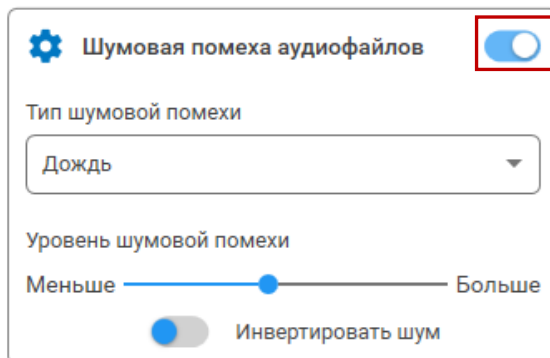 Шумовая помеха аудиофайлов
Тип шумовой помехи
Дождь
Уровень шумовой помехи
Меньше Больше
Инвертировать шум